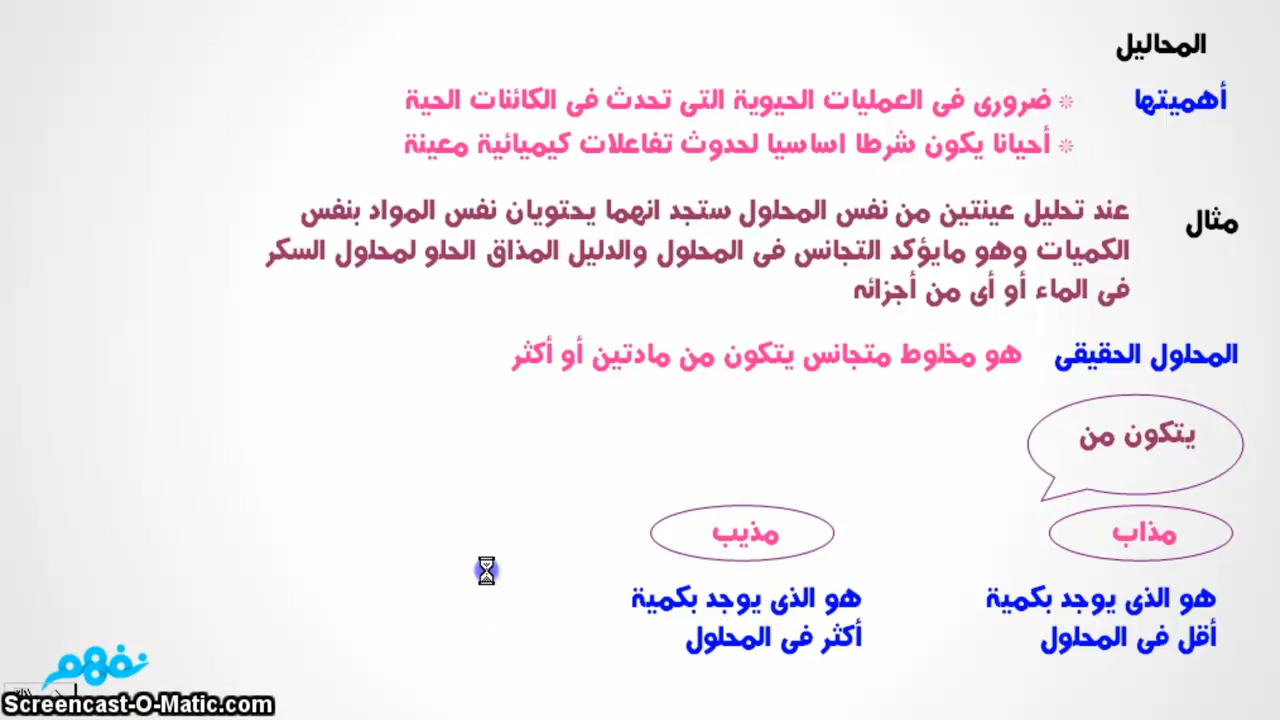 المحاليل
أهميتها
* ضرورى فى العمليات الحيوية التى تحدث فى الكائنات الحية
* أحيانا يكون شرطا اساسيا لحدوث تفاعلات كيميائية معينة
مثال
عند تحليل عينتين من نفس المحلول ستجد انهما يحتويان نفس المواد بنفس
الكميات وهو مايؤكد التجانس فى المحلول والدليل المذاق الحلو لمحلول السكر
فى الماء أو أى من أجزائه
المحلول الحقيقى هو مخلوط متجانس يتكون من مادتين أو أكثر
يتكون من
مذاب
هو الذى يوجد بكمية
أقل فى المحلول
مذيب
هو الذى يوجد بكمية
أكثر فى المحلول
نفهم
Screencast-O-Matic.com